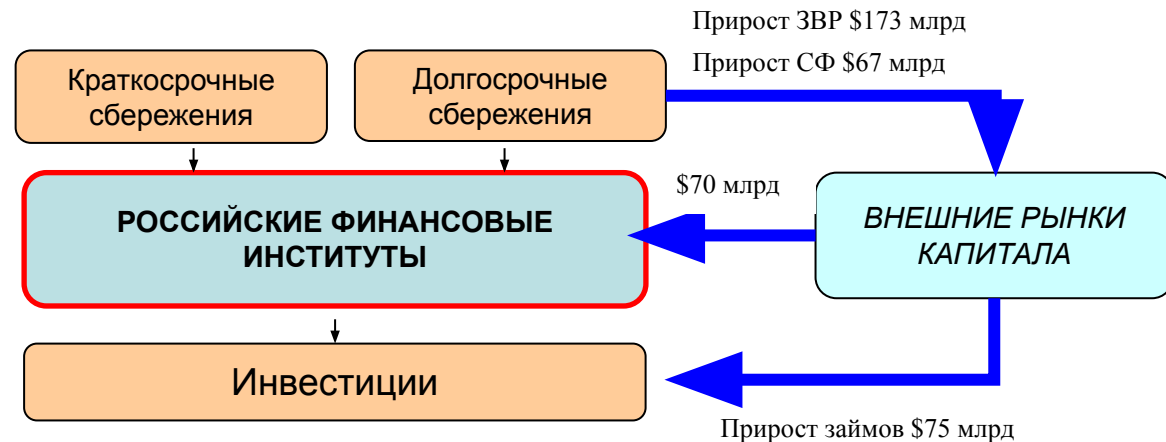 Прирост ЗВР $173 млрд
Прирост СФ $67 млрд
Краткосрочные
сбережения
Долгосрочные
сбережения
$70 млрд
РОССИЙСКИЕ ФИНАНСОВЫЕ
ИНСТИТУТЫ
ВНЕШНИЕ РЫНКИ
КАПИТАЛА
Инвестиции
Прирост займов $75 млрд